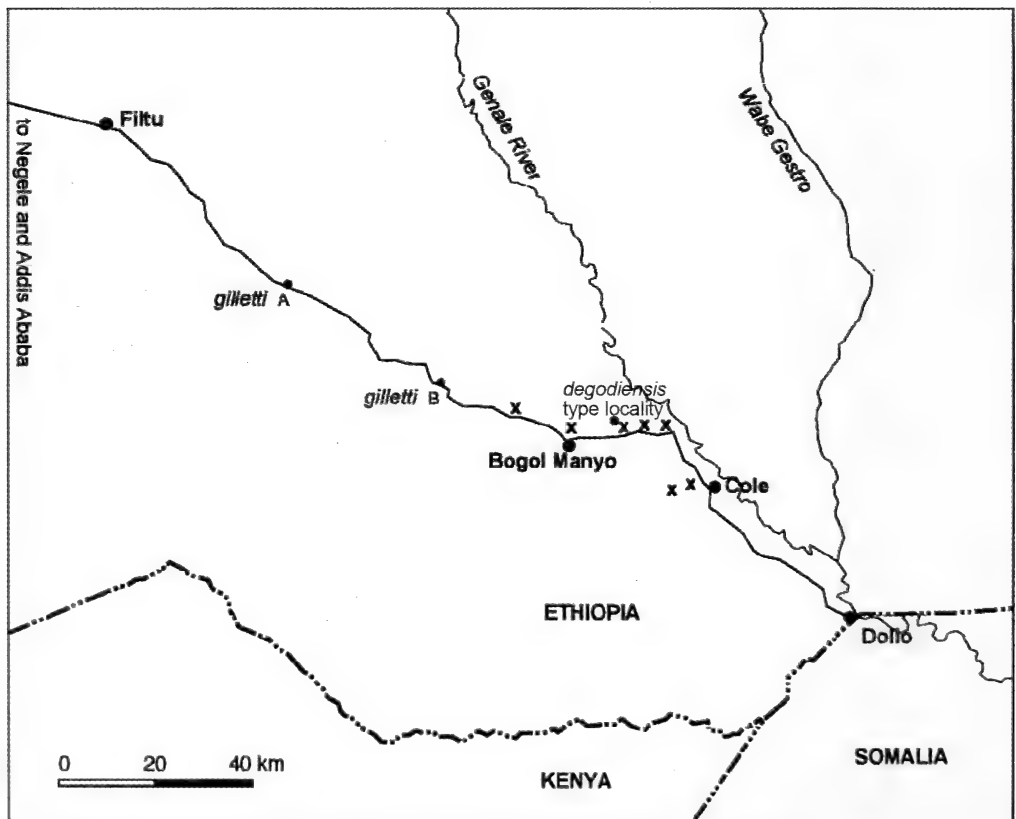 Filtu
Genale River
Wabe Gestro
to Negele and Addis Ababa
gilletti A
gilletti B
degodiensis
type locality
x
x
x
x
x
Bogol Manyo
x
x
Cole
ETHIOPIA
Dollo
0 20 40 km
KENYA
SOMALIA